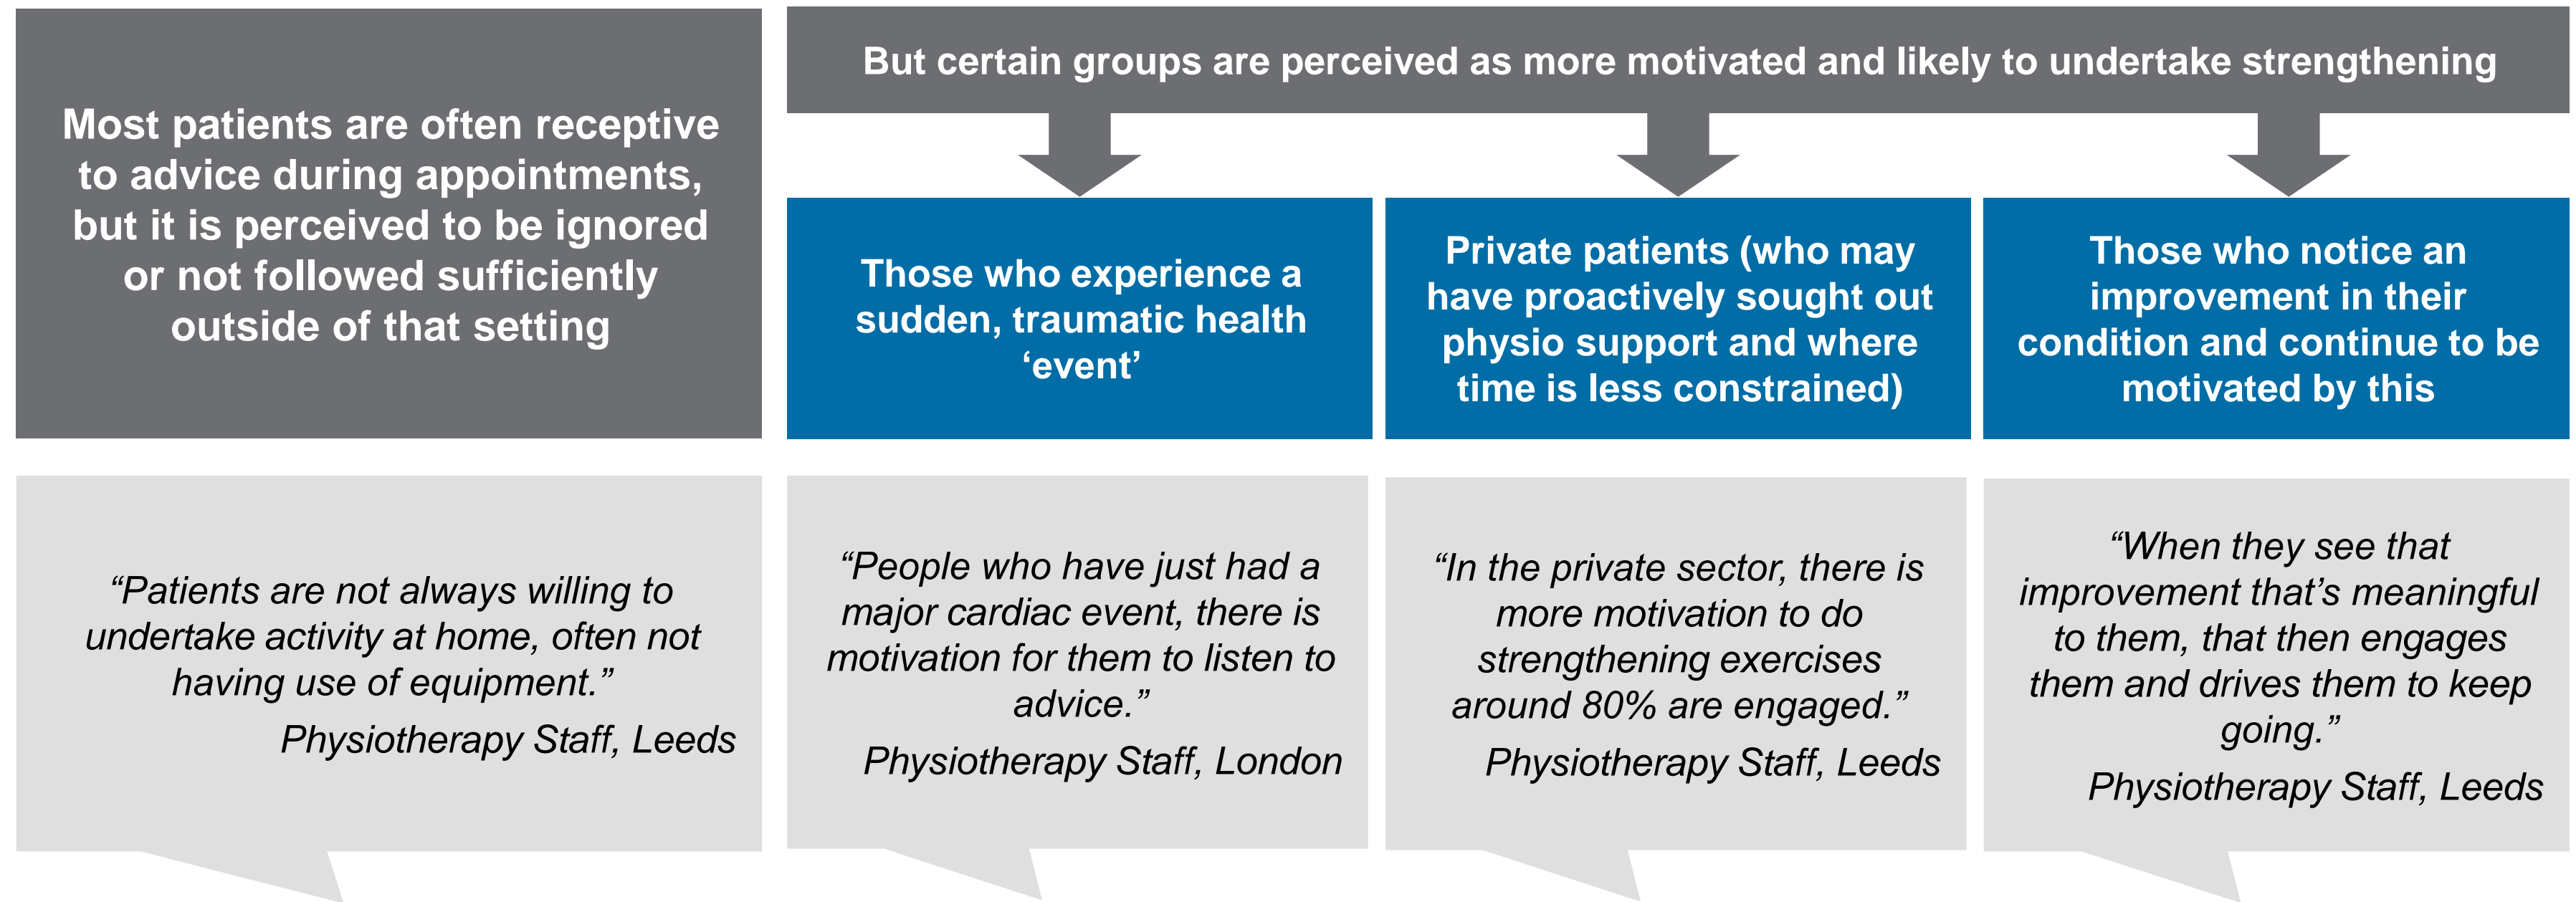 Most patients are often receptive
to advice during appointments,
but it is perceived to be ignored
or not followed sufficiently
outside of that setting
But certain groups are perceived as more motivated and likely to undertake strengthening
Those who experience a
sudden, traumatic health
‘event’
Private patients (who may
have proactively sought out
physio support and where
time is less constrained)
Those who notice an
improvement in their
condition and continue to be
motivated by this
“Patients are not always willing to
undertake activity at home, often not
having use of equipment.”
Physiotherapy Staff, Leeds
“People who have just had a
major cardiac event, there is
motivation for them to listen to
advice.”
Physiotherapy Staff, London
“In the private sector, there is
more motivation to do
strengthening exercises
around 80% are engaged.”
Physiotherapy Staff, Leeds
“When they see that
improvement that’s meaningful
to them, that then engages
them and drives them to keep
going.”
Physiotherapy Staff, Leeds